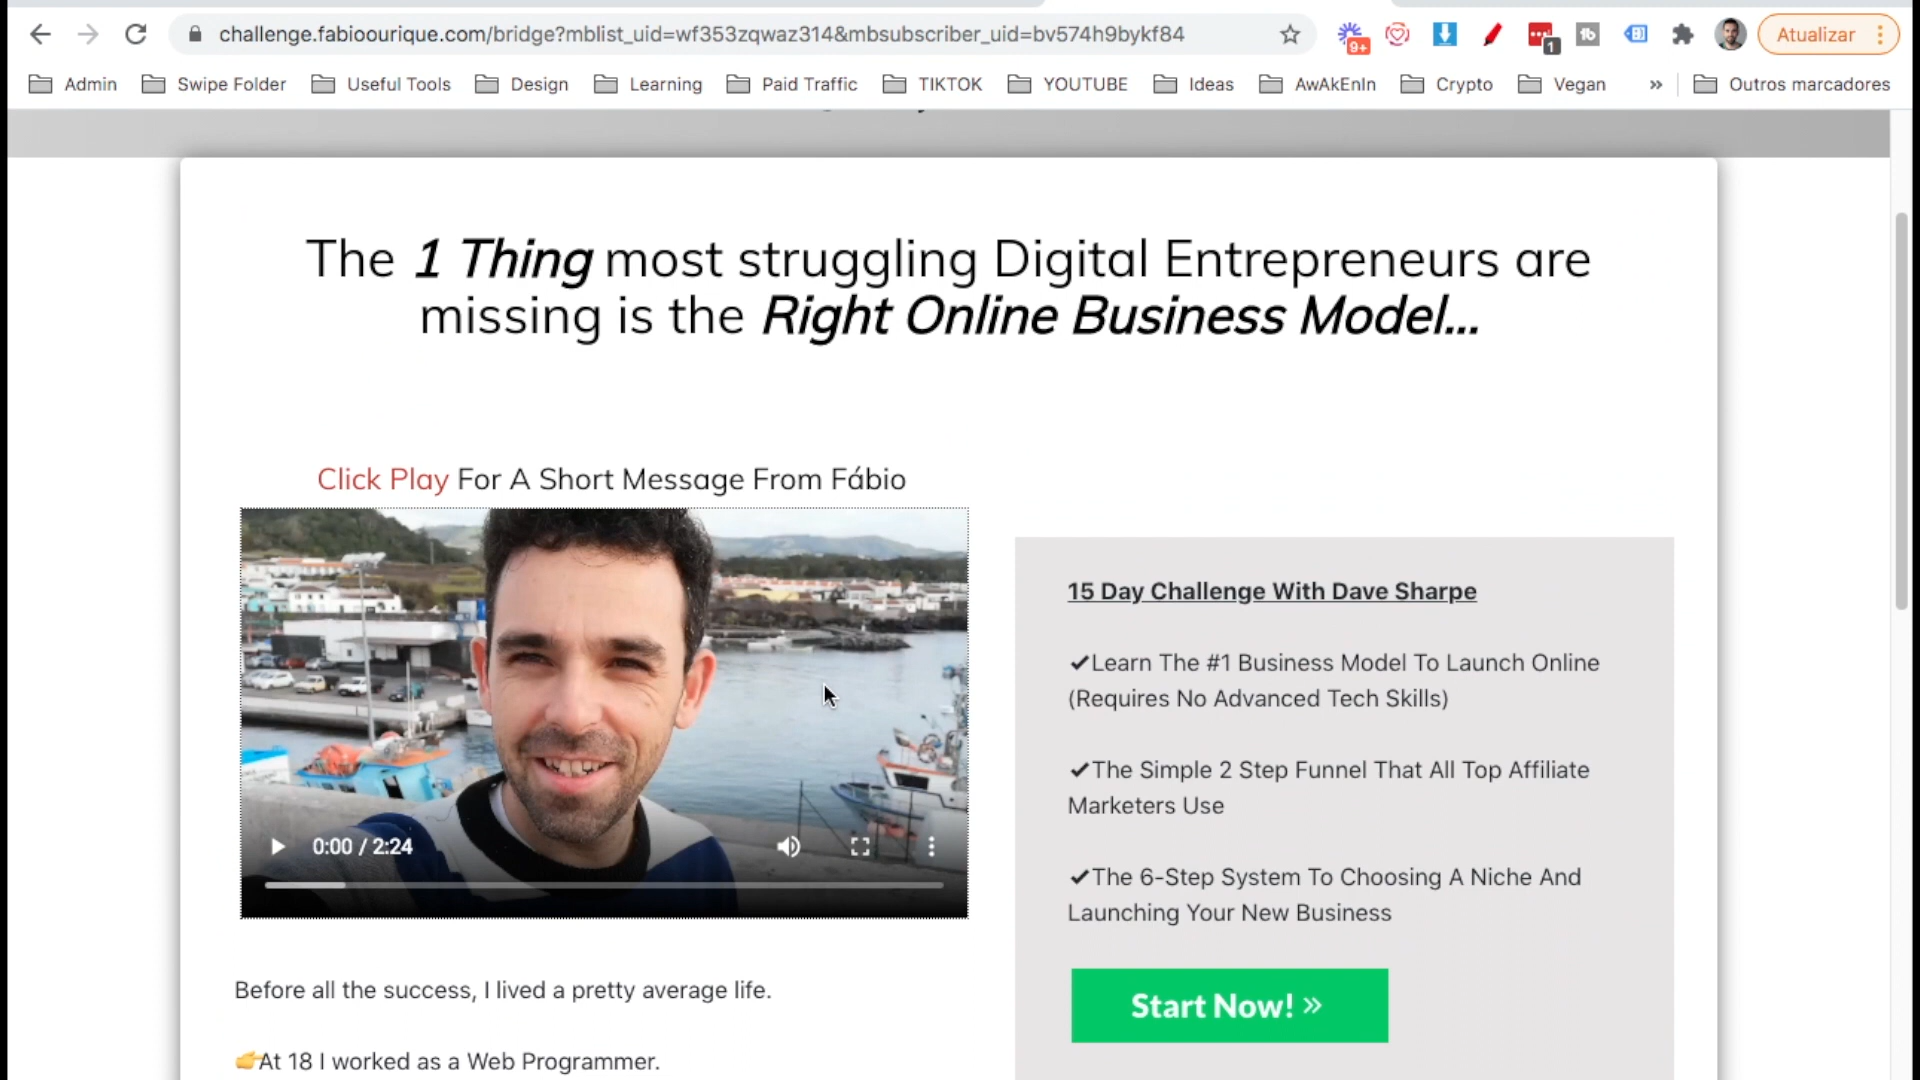 challenge.fabioourique.com/bridge?mblist_uid=wf353zqwaz314&mbsubscriber_uid=bv574h9bykf84
9+
1
Atualizar
Admin
Swipe Folder
Useful Tools
Design
Learning
Paid Traffic
TIKTOK
YOUTUBE
Ideas
AwAkEnIn
Crypto
Vegan
»
Outros marcadores
The 1 Thing most struggling Digital Entrepreneurs are
missing is the Right Online Business Model...
Click Play For A Short Message From Fábio
0:00 / 2:24
Before all the success, I lived a pretty average life.
👉At 18 I worked as a Web Programmer.
15 Day Challenge With Dave Sharpe
✔Learn The #1 Business Model To Launch Online
(Requires No Advanced Tech Skills)
✔The Simple 2 Step Funnel That All Top Affiliate
Marketers Use
✔The 6-Step System To Choosing A Niche And
Launching Your New Business
Start Now! »